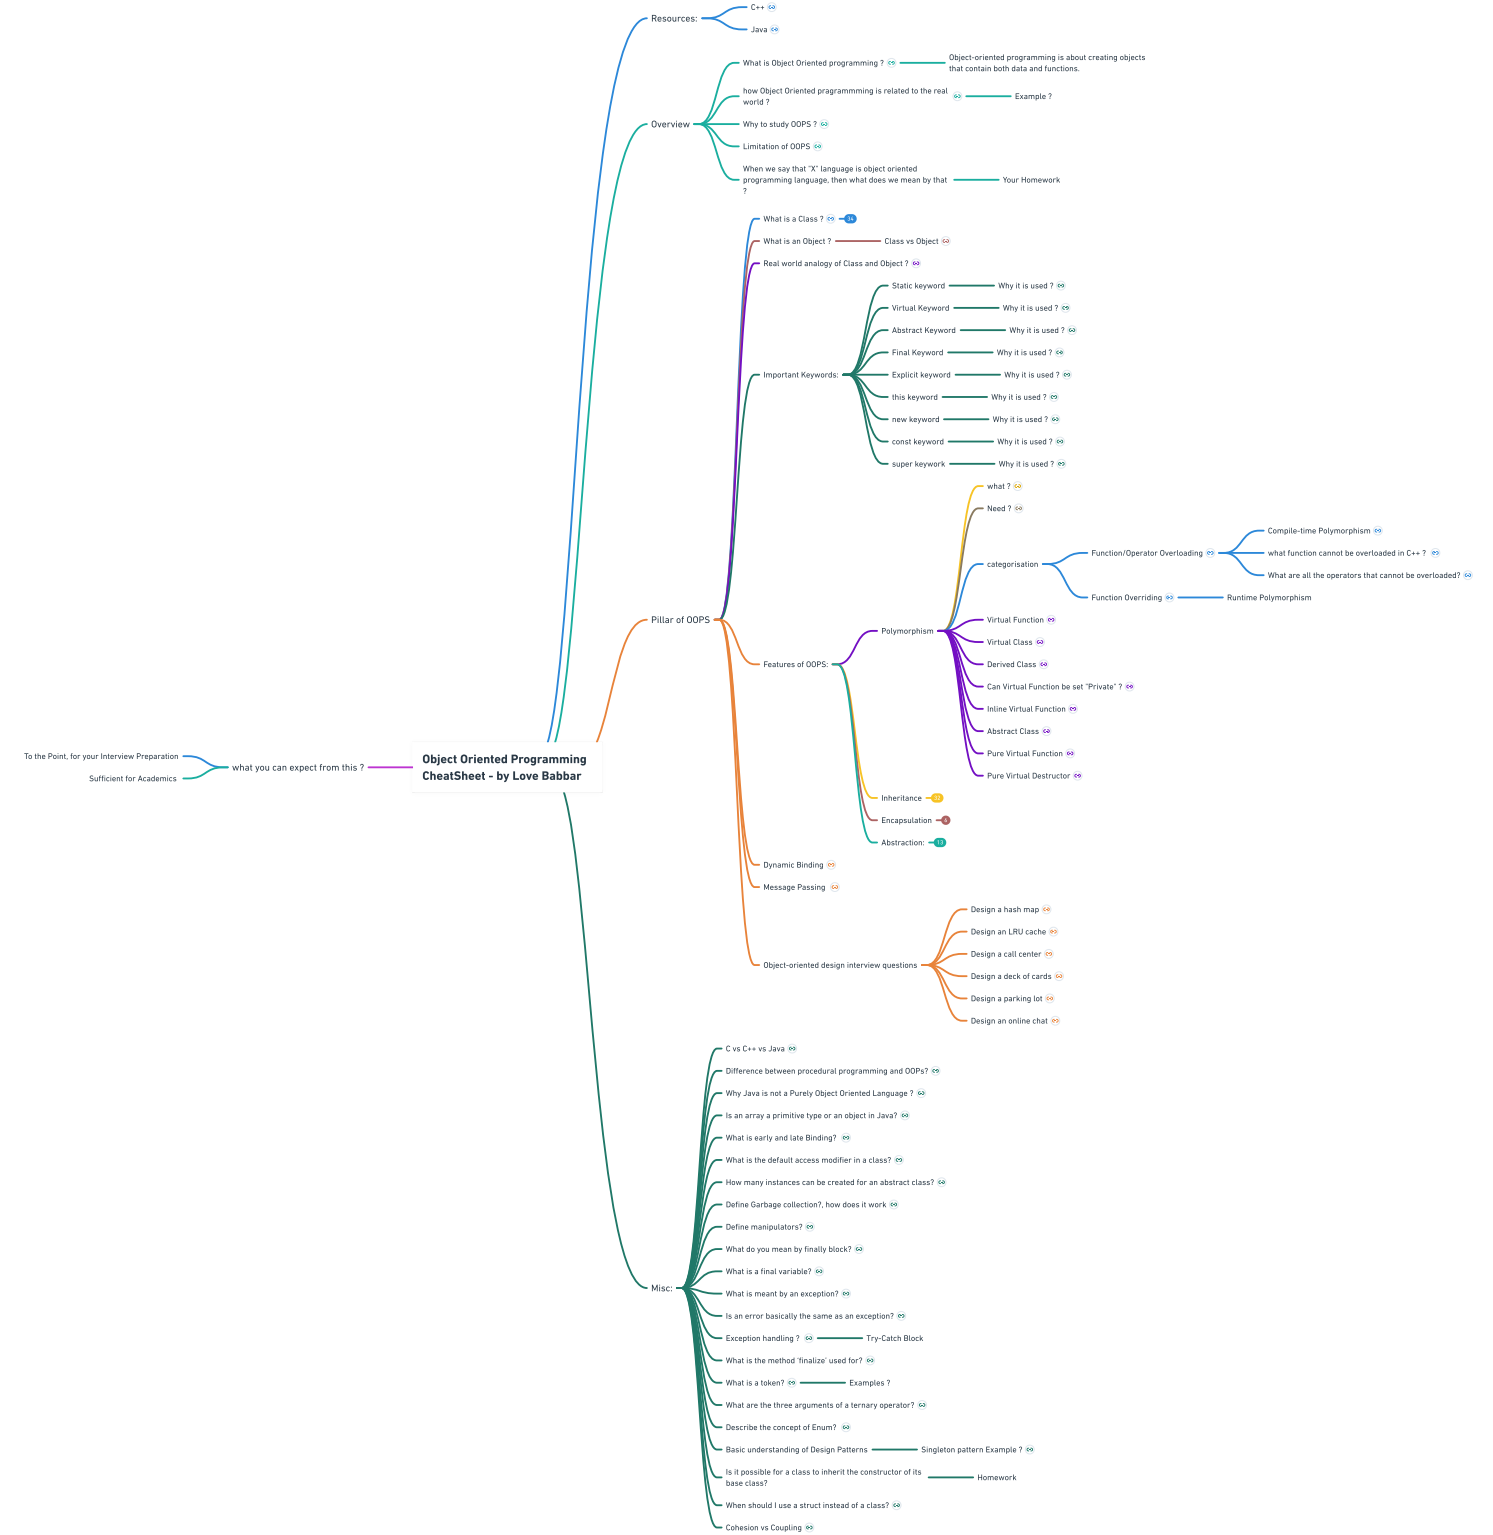 Resources:
C++
Java
Overview
What is Object Oriented programming ?
Object-oriented programming is about creating objects
that contain both data and functions.
how Object Oriented pragrammming is related to the real
world ?
Example ?
Why to study OOPS ?
Limitation of OOPS
When we say that "X" language is object oriented
programming language, then what does we mean by that
?
Your Homework
Pillar of OOPS
What is a Class ?
34
What is an Object ?
Class vs Object
Real world analogy of Class and Object ?
Important Keywords:
Static keyword
Why it is used ?
Virtual Keyword
Why it is used ?
Abstract Keyword
Why it is used ?
Final Keyword
Why it is used ?
Explicit keyword
Why it is used ?
this keyword
Why it is used ?
new keyword
Why it is used ?
const keyword
Why it is used ?
super keywork
Why it is used ?
Features of OOPS:
Polymorphism
what ?
Need ?
categorisation
Function/Operator Overloading
Compile-time Polymorphism
what function cannot be overloaded in C++ ?
What are all the operators that cannot be overloaded?
Function Overriding
Runtime Polymorphism
Virtual Function
Virtual Class
Derived Class
Can Virtual Function be set "Private" ?
Inline Virtual Function
Abstract Class
Pure Virtual Function
Pure Virtual Destructor
Inheritance
Encapsulation
Abstraction:
13
Dynamic Binding
Message Passing
Object-oriented design interview questions
Design a hash map
Design an LRU cache
Design a call center
Design a deck of cards
Design a parking lot
Design an online chat
Object Oriented Programming
CheatSheet - by Love Babbar
what you can expect from this ?
To the Point, for your Interview Preparation
Sufficient for Academics
Misc:
C vs C++ vs Java
Difference between procedural programming and OOPs?
Why Java is not a Purely Object Oriented Language ?
Is an array a primitive type or an object in Java?
What is early and late Binding?
What is the default access modifier in a class?
How many instances can be created for an abstract class?
Define Garbage collection?, how does it work
Define manipulators?
What do you mean by finally block?
What is a final variable?
What is meant by an exception?
Is an error basically the same as an exception?
Exception handling ?
Try-Catch Block
What is the method 'finalize' used for?
What is a token?
Examples ?
What are the three arguments of a ternary operator?
Describe the concept of Enum?
Basic understanding of Design Patterns
Singleton pattern Example ?
Is it possible for a class to inherit the constructor of its
base class?
Homework
When should I use a struct instead of a class?
Cohesion vs Coupling